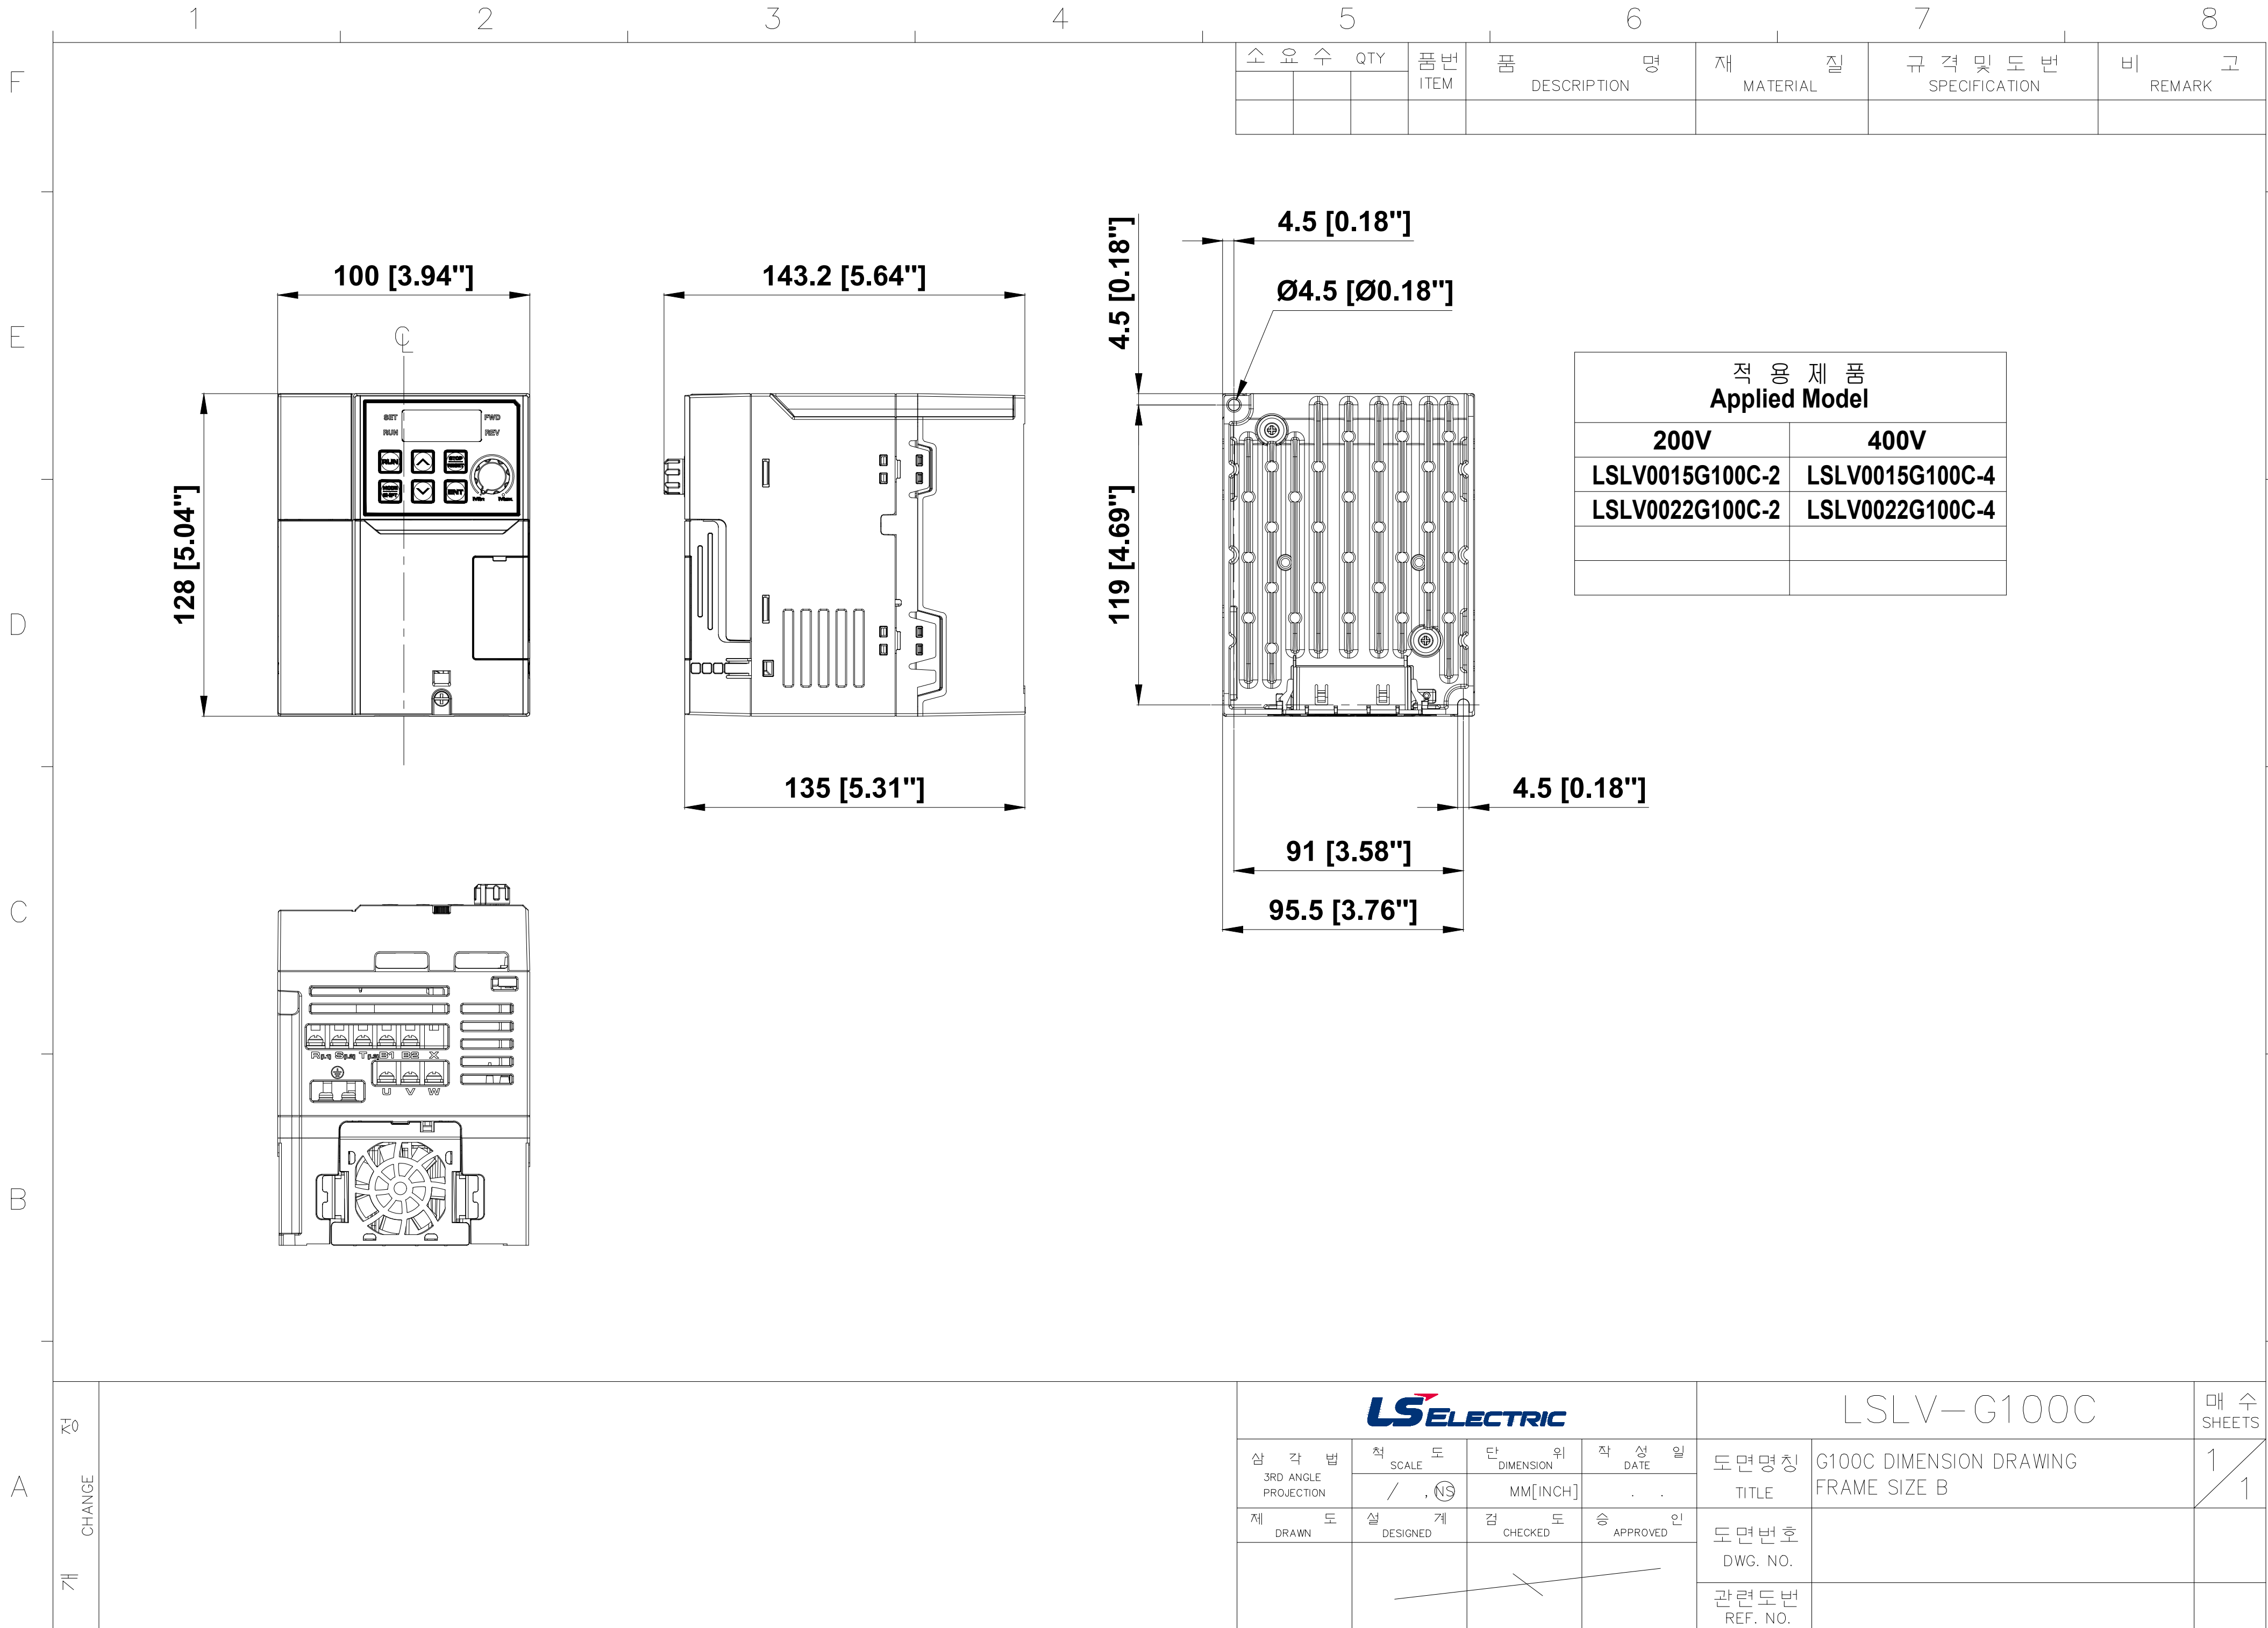 1 2 3 4 5 6 7 8
F
E
D
C
B
A
소 요 수 QTY
품번
ITEM
품 명
DESCRIPTION
재 질
MATERIAL
규 격 및 도 번
SPECIFICATION
비 고
REMARK
100 [3.94"]
128 [5.04"]
SET
RUN
FWD
REV
RUN
STOP
RESET
MODE
SHIFT
ENT
MIN
MAX
143.2 [5.64"]
135 [5.31"]
4.5 [0.18"]
4.5 [0.18"]
Ø4.5 [Ø0.18"]
119 [4.69"]
4.5 [0.18"]
91 [3.58"]
95.5 [3.76"]
적 용 제 품
Applied Model
200V 400V
LSLV0015G100C-2 LSLV0015G100C-4
LSLV0022G100C-2 LSLV0022G100C-4
B1 B2 X
U V W
정
CHANGE
개
LS ELECTRIC
삼 각 법
3RD ANGLE
PROJECTION
척 도
SCALE
/ , NS
단 위
DIMENSION
MM[INCH]
작 성 일
DATE
. .
제 도
DRAWN
설 계
DESIGNED
검 도
CHECKED
승 인
APPROVED
LSLV-G100C
매 수
SHEETS
1/1
도면명칭
TITLE
G100C DIMENSION DRAWING
FRAME SIZE B
도면번호
DWG. NO.
관련도번
REF. NO.